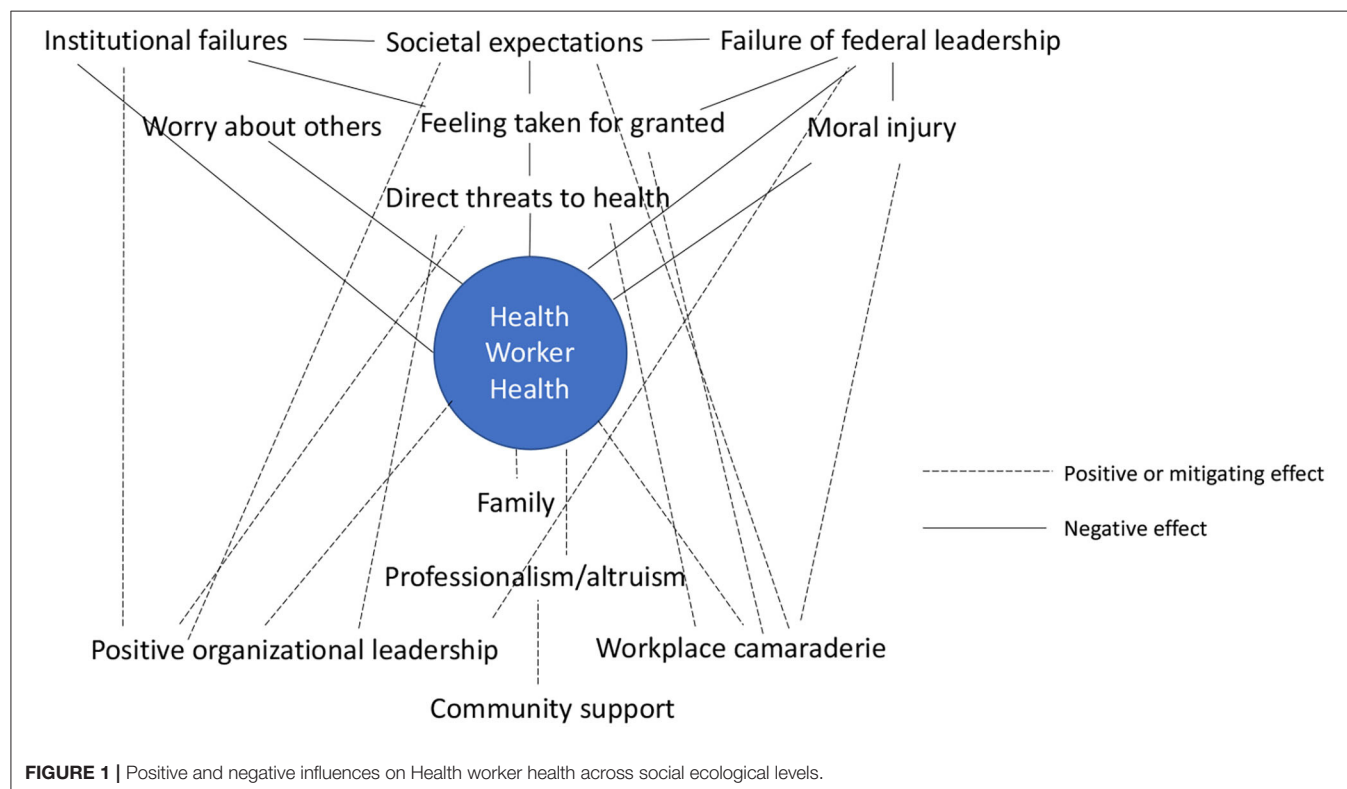 Institutional failures
Societal expectations
Failure of federal leadership
Worry about others
Feeling taken for granted
Moral injury
Direct threats to health
Health
Worker
Health
Positive or mitigating effect
Family
Negative effect
Professionalism/altruism
Positive organizational leadership
Workplace camaraderie
Community support
FIGURE 1 | Positive and negative influences on Health worker health across social ecological levels.